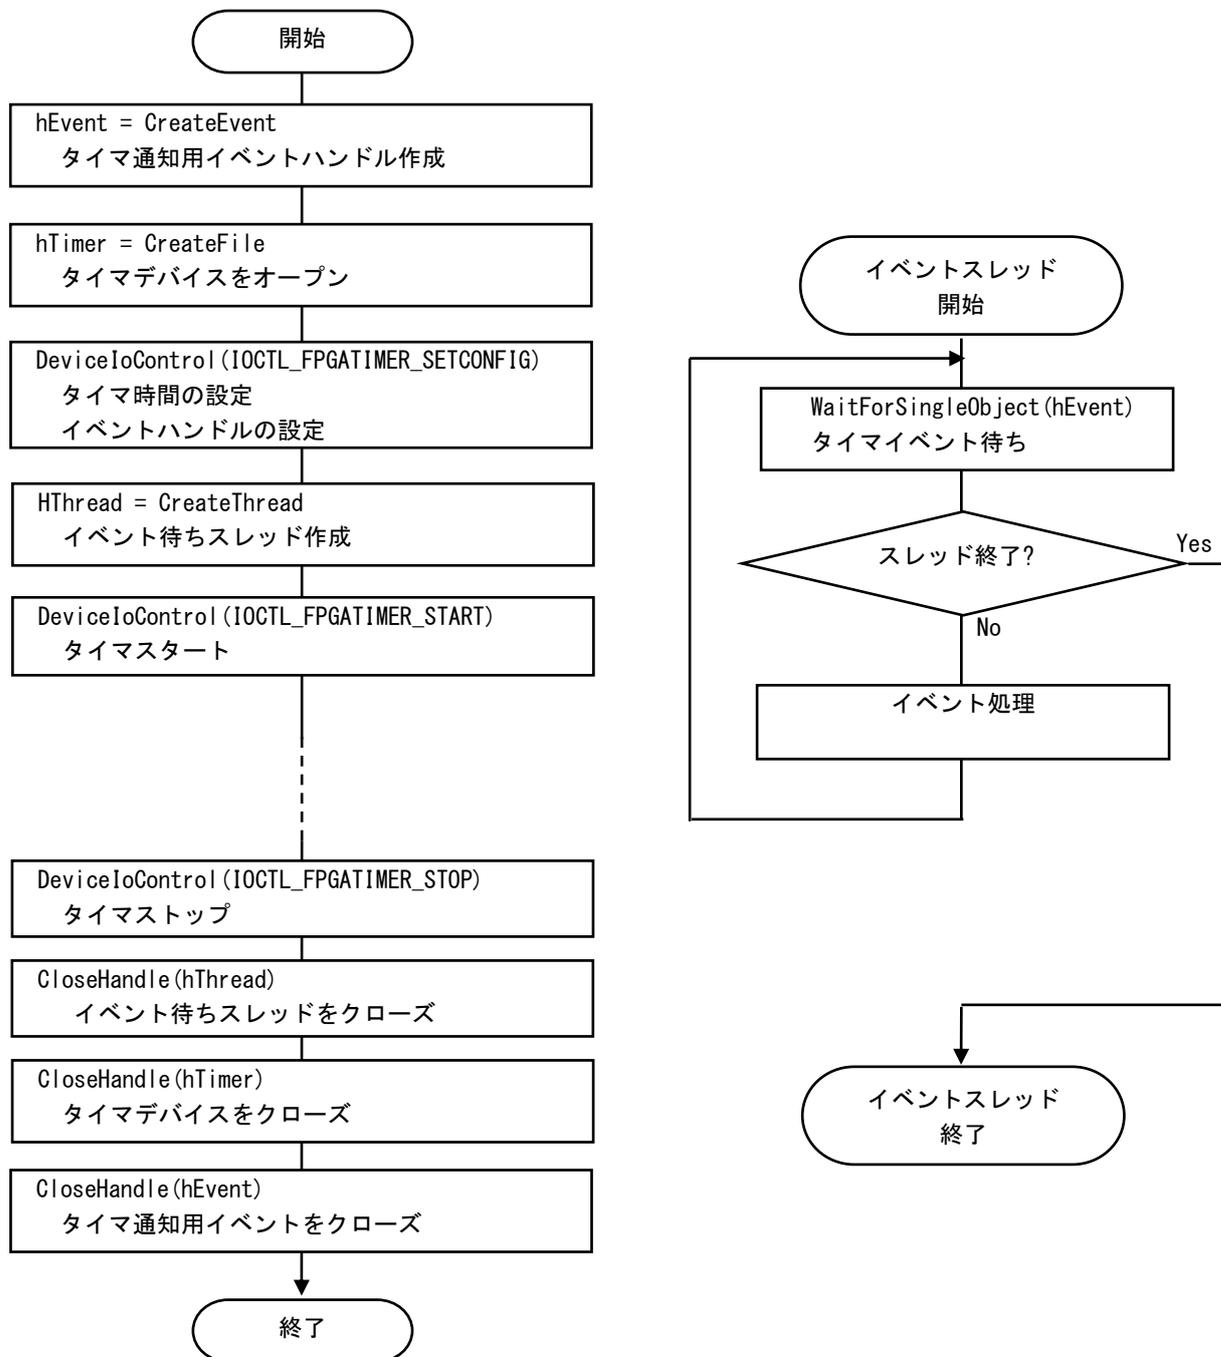 開始
hEvent = CreateEvent
タイマ通知用イベントハンドル作成
hTimer = CreateFile
タイマデバイスをオープン
DeviceIoControl(IOCTL_FPGATIMER_SETCONFIG)
タイマ時間の設定
イベントハンドルの設定
HThread = CreateThread
イベント待ちスレッド作成
DeviceIoControl(IOCTL_FPGATIMER_START)
タイマスタート
DeviceIoControl(IOCTL_FPGATIMER_STOP)
タイマストップ
CloseHandle(hThread)
イベント待ちスレッドをクローズ
CloseHandle(hTimer)
タイマデバイスをクローズ
CloseHandle(hEvent)
タイマ通知用イベントをクローズ
終了
イベントスレッド
開始
WaitForSingleObject(hEvent)
タイマイベント待ち
スレッド終了?
Yes
No
イベント処理
イベントスレッド
終了